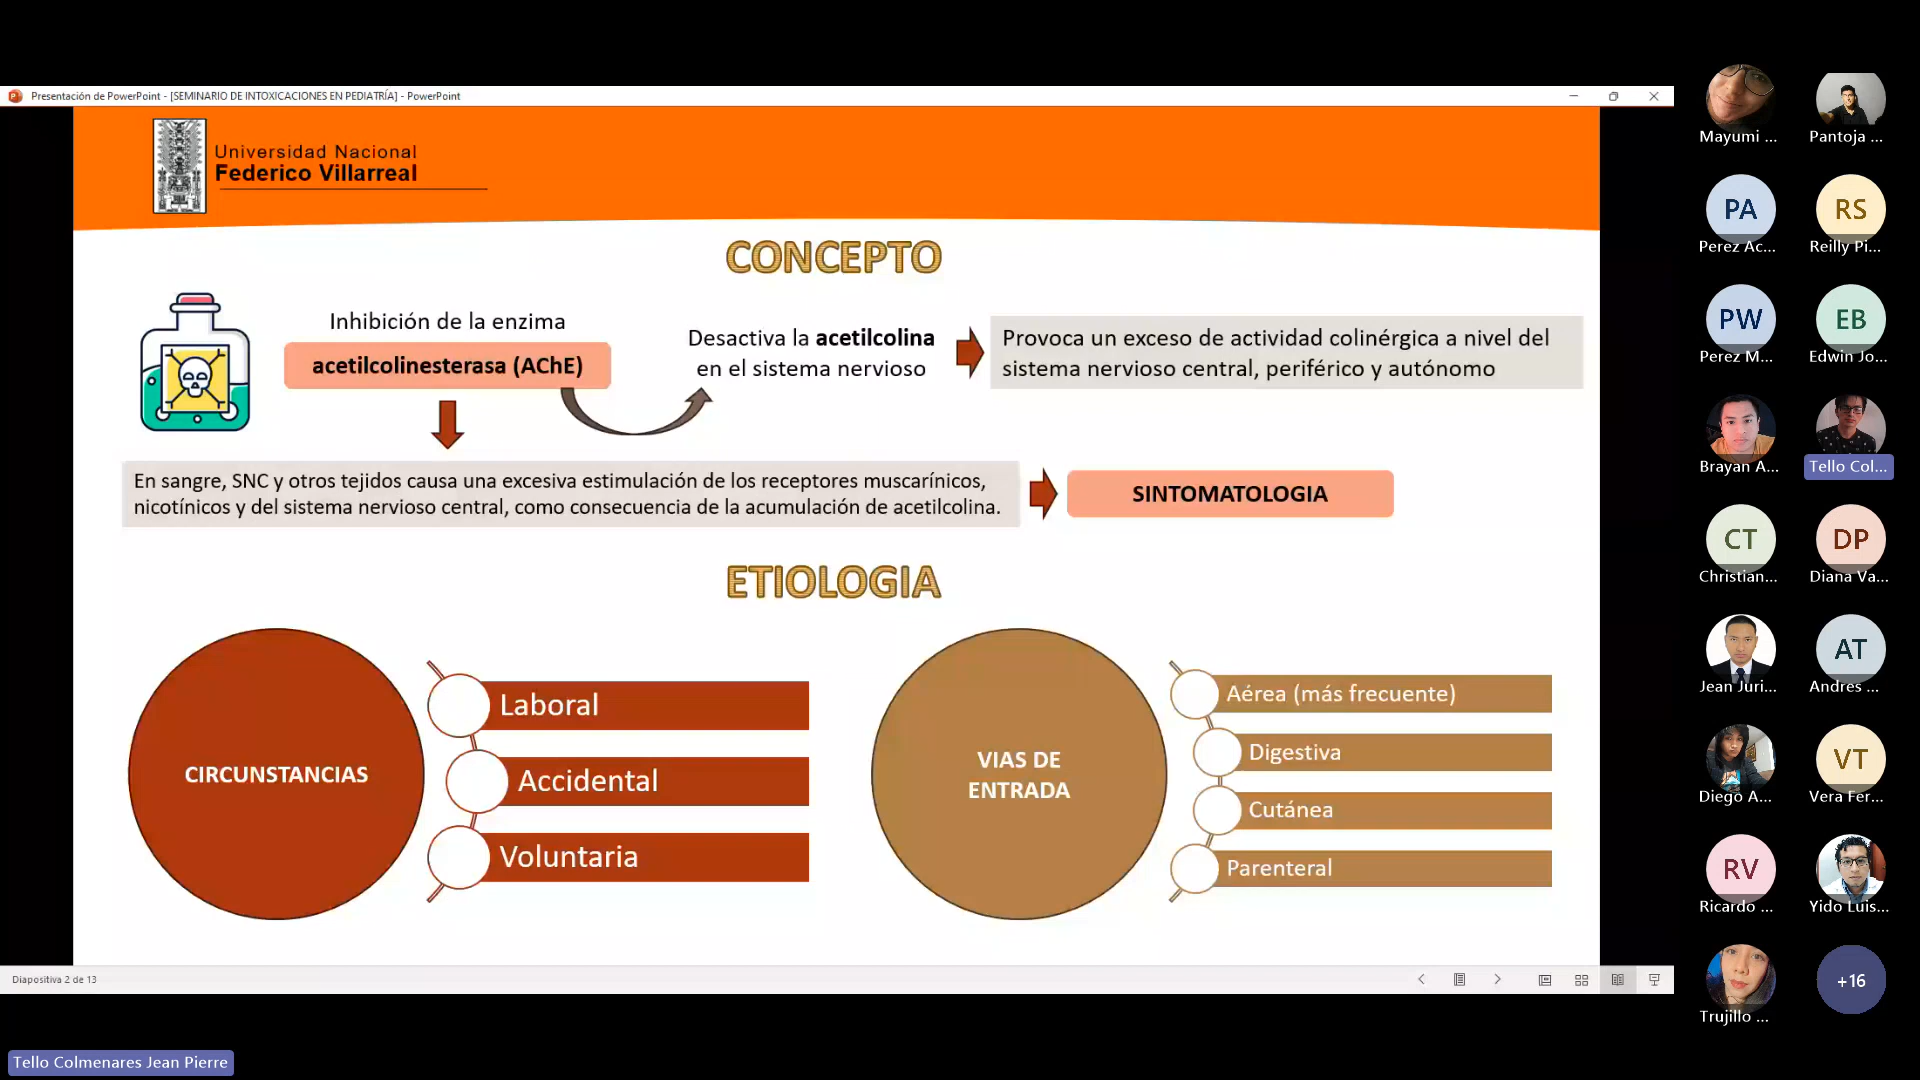 Presentación de PowerPoint - [SEMINARIO DE INTOXICACIONES EN PEDIATRÍA] - PowerPoint
Universidad Nacional
Federico Villarreal
CONCEPTO
Inhibición de la enzima
acetilcolinesterasa (AChE)
Desactiva la acetilcolina
en el sistema nervioso
Provoca un exceso de actividad colinérgica a nivel del
sistema nervioso central, periférico y autónomo
En sangre, SNC y otros tejidos causa una excesiva estimulación de los receptores muscarínicos,
nicotínicos y del sistema nervioso central, como consecuencia de la acumulación de acetilcolina.
SINTOMATOLOGIA
ETIOLOGIA
CIRCUNSTANCIAS
Laboral
Accidental
Voluntaria
VIAS DE
ENTRADA
Aérea (más frecuente)
Digestiva
Cutánea
Parenteral
Diapositiva 2 de 13
Mayumi ...
Pantoja ...
PA
Perez Ac...
RS
Reilly Pi...
PW
Perez M...
EB
Edwin Jo...
Brayan A...
Tello Col...
CT
Christian...
DP
Diana Va...
Jean Juri...
AT
Andres ...
Diego A...
VT
Vera Fer...
RV
Ricardo ...
Yido Luis...
Trujillo ...
+16
Tello Colmenares Jean Pierre